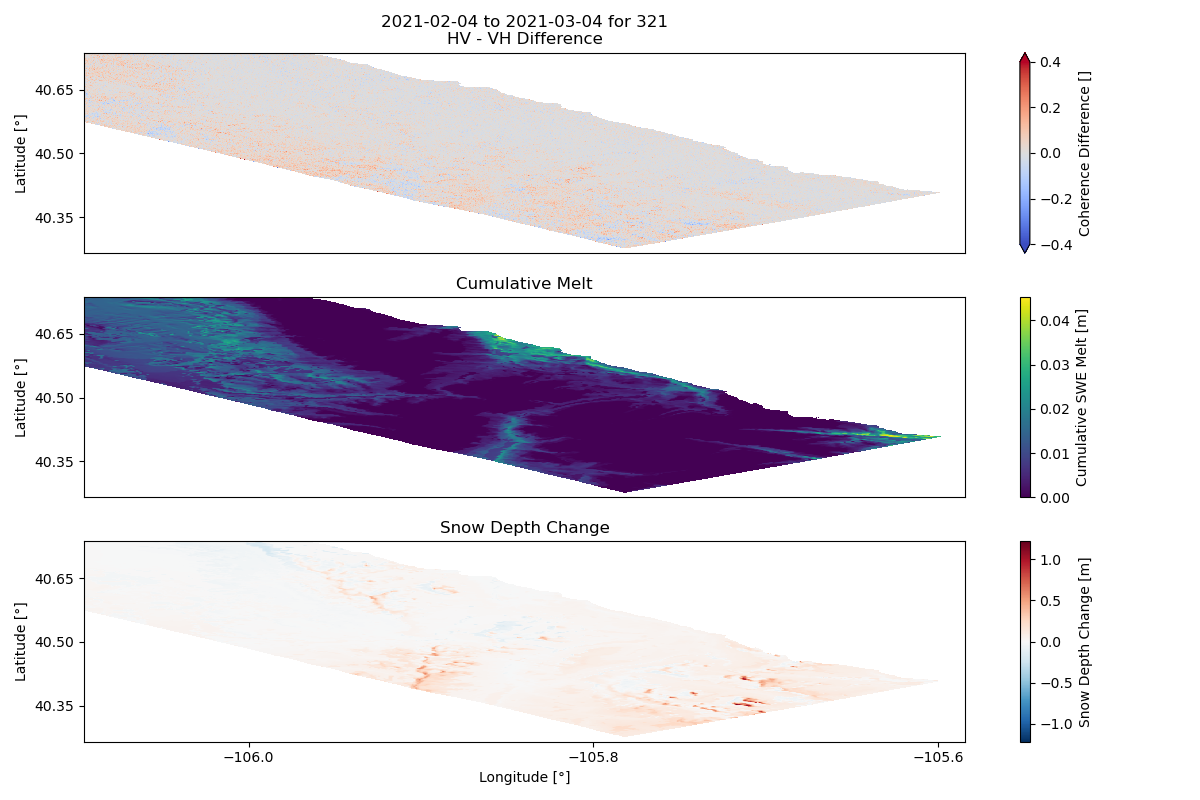 2021-02-04 to 2021-03-04 for 321
HV - VH Difference
Latitude [°]
40.65
40.50
40.35
0.4
0.2
0.0
−0.2
−0.4
Coherence Difference []
Cumulative Melt
Latitude [°]
40.65
40.50
40.35
0.04
0.03
0.02
0.01
0.00
Cumulative SWE Melt [m]
Snow Depth Change
Latitude [°]
40.65
40.50
40.35
1.0
0.5
0.0
−0.5
−1.0
Snow Depth Change [m]
−106.0
−105.8
−105.6
Longitude [°]